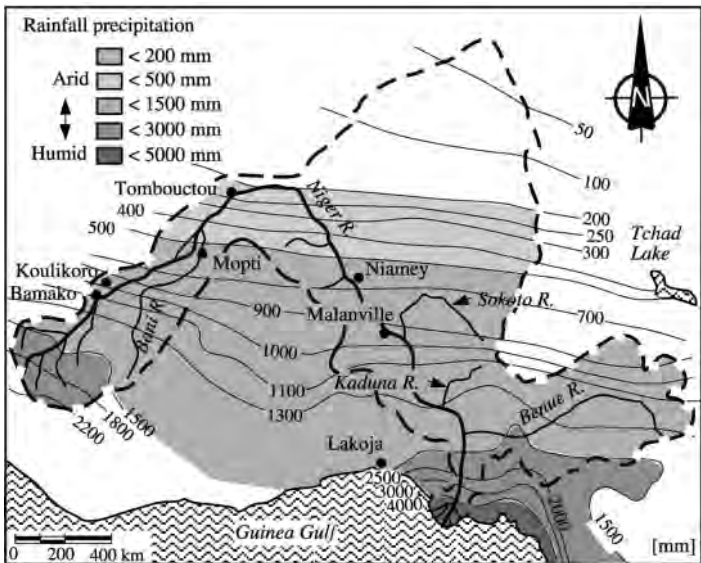 Rainfall precipitation
< 200 mm
Arid < 500 mm
< 1500 mm
< 3000 mm
Humid < 5000 mm
N
50
100
Tombouctou
Niger R.
400
200
250
300
500
Tchad
Lake
Koulikoro
Mopti
Niamey
Bamako
Bani R.
900
Sokoto R.
700
Malanville
1000
1100
Kaduna R.
1300
Benue R.
1500
1800
2200
Lakoja
2500
3000
4000
2000
1500
Guinea Gulf
0 200 400 km
[mm]